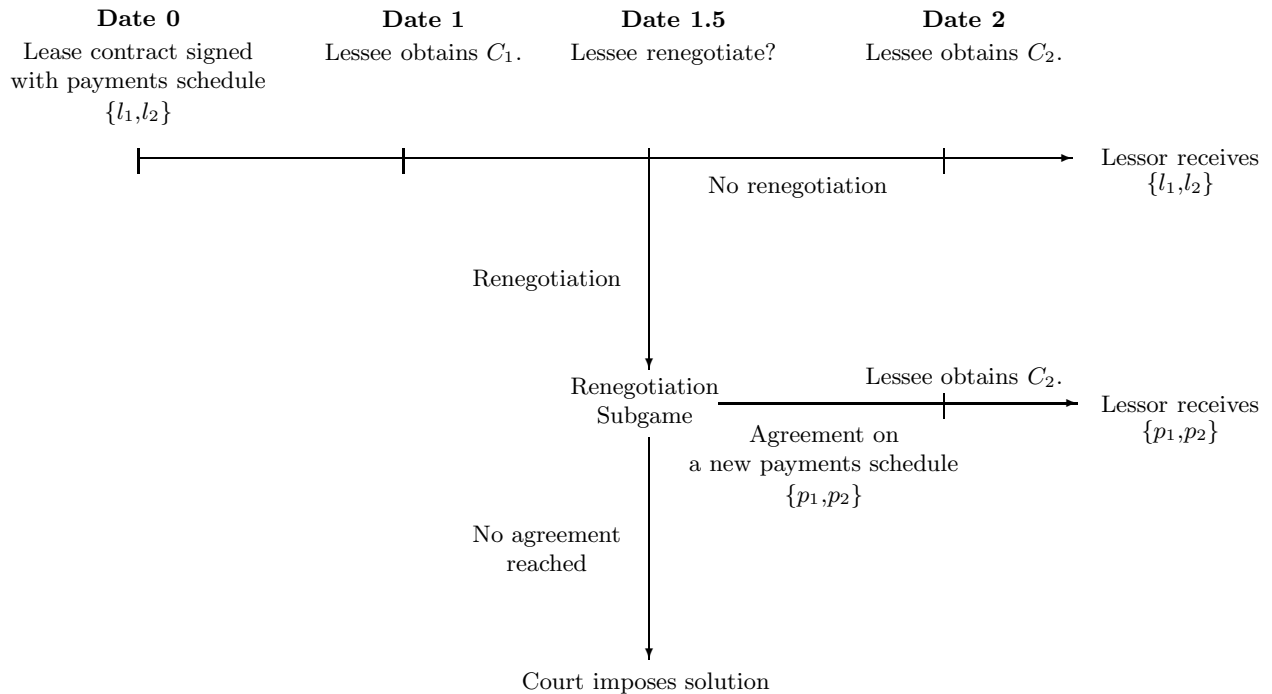 Date 0
Lease contract signed
with payments schedule
{l₁,l₂}
Date 1
Lessee obtains C₁.
Date 1.5
Lessee renegotiate?
Date 2
Lessee obtains C₂.
No renegotiation
Lessor receives
{l₁,l₂}
Renegotiation
Renegotiation
Subgame
Lessee obtains C₂.
Agreement on
a new payments schedule
{p₁,p₂}
Lessor receives
{p₁,p₂}
No agreement
reached
Court imposes solution